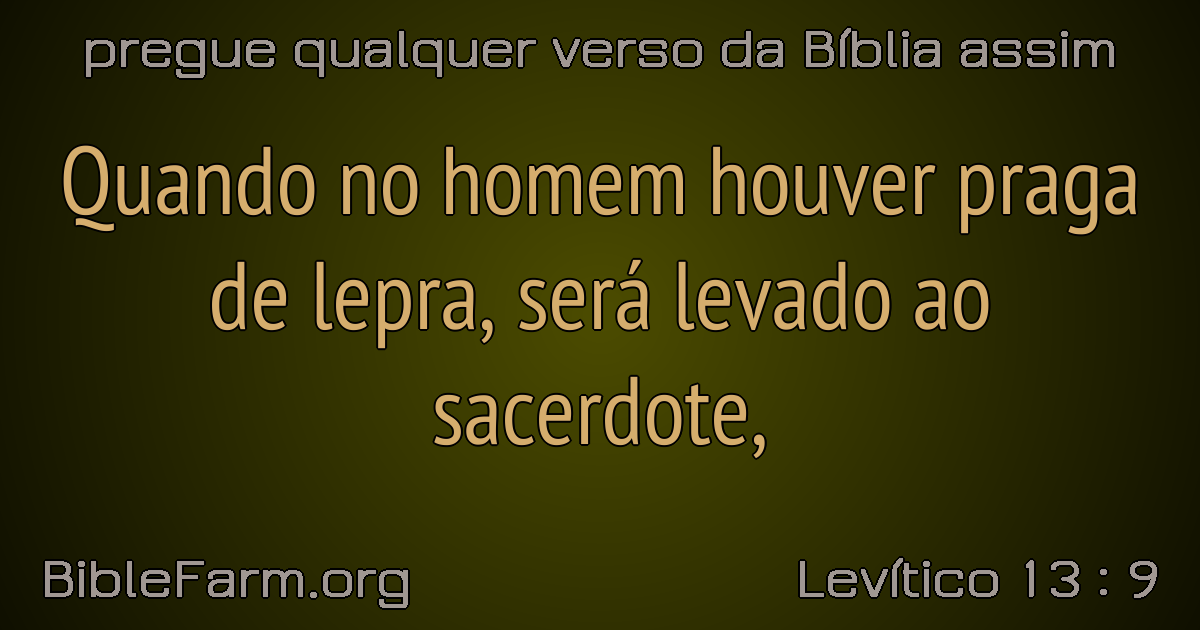 pregue qualquer verso da Bíblia assim
Quando no homem houver praga
de lepra, será levado ao
sacerdote,
BibleFarm.org
Levítico 13 : 9